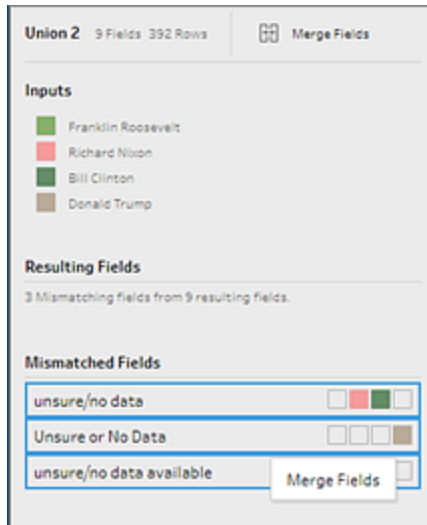 Union 2 9 Fields 392 Rows Merge Fields
Inputs
Franklin Roosevelt
Richard Nixon
Bill Clinton
Donald Trump
Resulting Fields
3 Mismatching fields from 9 resulting fields.
Mismatched Fields
unsure/no data
Unsure or No Data
unsure/no data available
Merge Fields